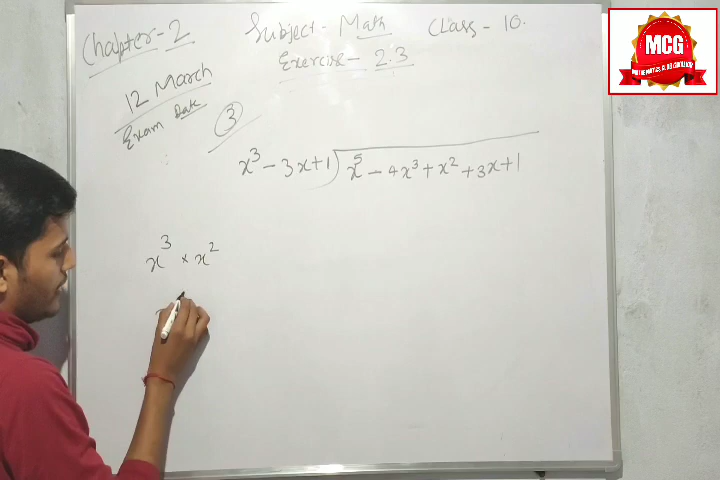 Chapter-2
Subject- Math
Class- 10.
Exercise- 2.3
12 March
Exam Date
3
x³ - 3x+1) x⁵ - 4x³ + x² + 3x+1
x³ × x²
MCG